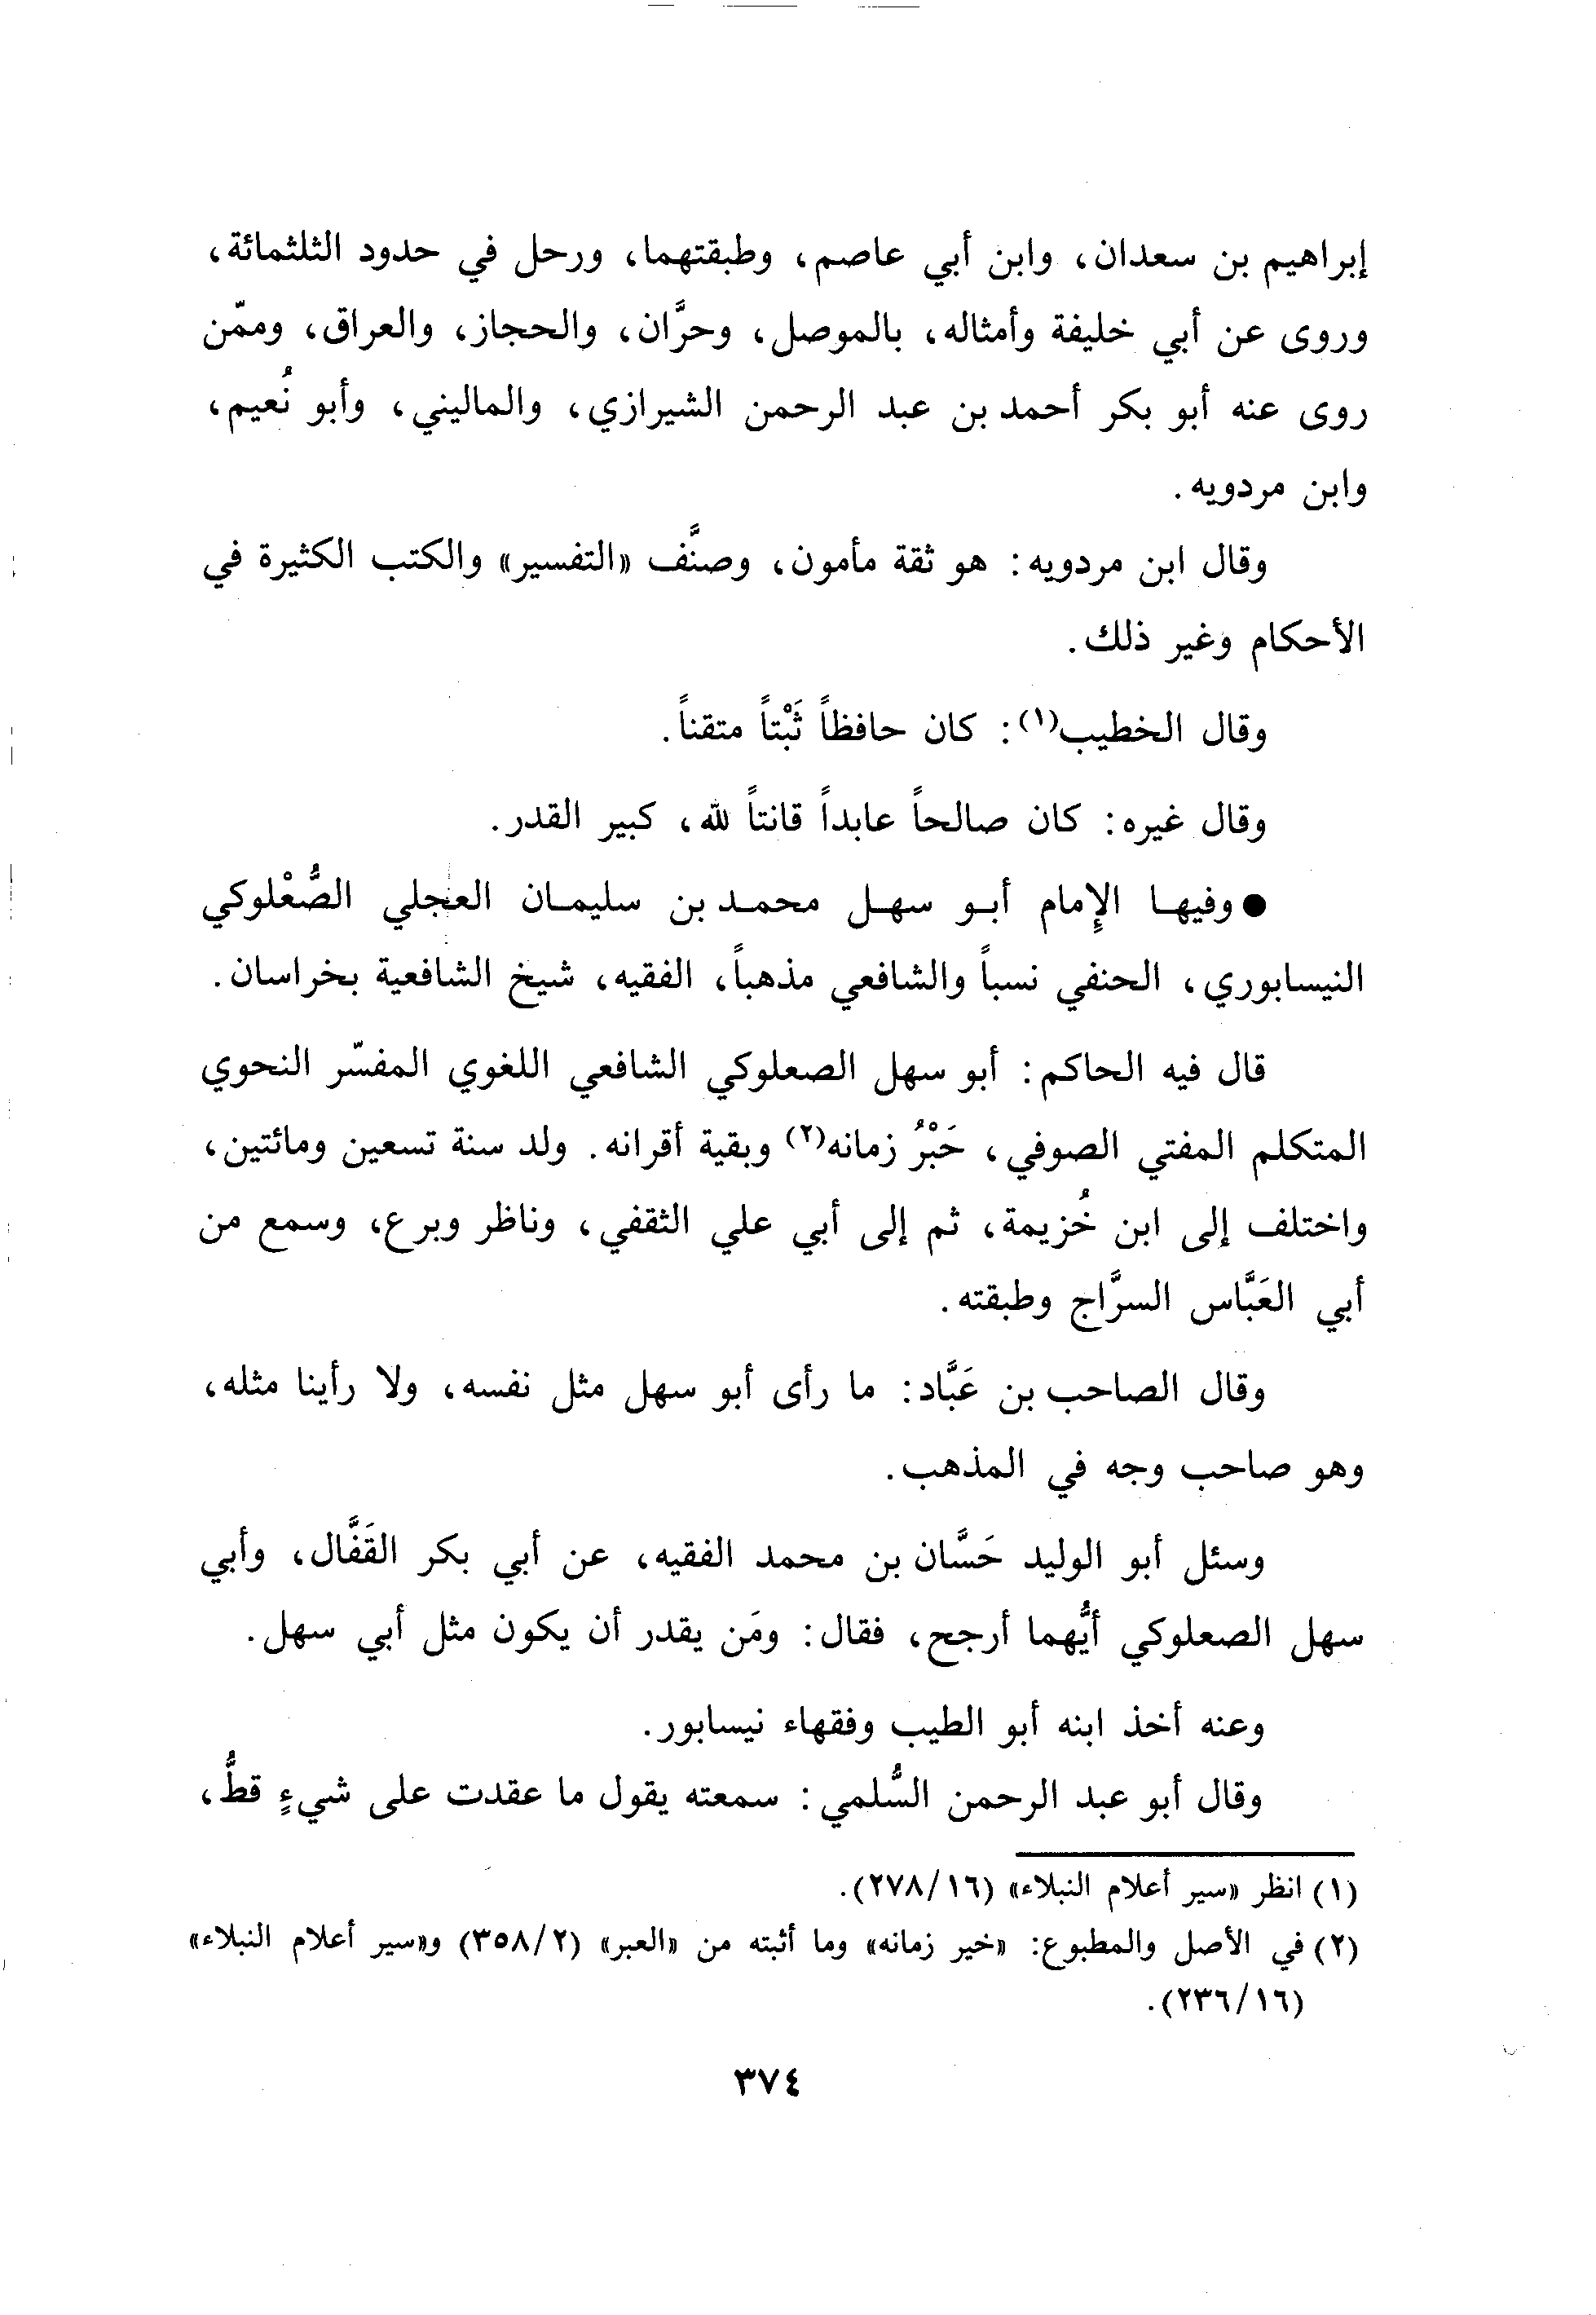 إبراهيم بن سعدان، وابن أبي عاصم، وطبقتهما، ورحل في حدود الثلثمائة،
وروى عن أبي خليفة وأمثاله، بالموصل، وحرَّان، والحجاز، والعراق، وممّن
روى عنه أبو بكر أحمد بن عبد الرحمن الشيرازي، والماليني، وأبو نُعيم،
وابن مردويه.
وقال ابن مردويه: هو ثقة مأمون، وصنَّف «التفسير» والكتب الكثيرة في
الأحكام وغير ذلك.
وقال الخطيب(١): كان حافظاً ثَبْتاً متقناً.
وقال غيره: كان صالحاً عابداً قانتاً لله، كبير القدر.
● وفيها الإِمام أبو سهل محمد بن سليمان العجلي الصُّعْلوكي
النيسابوري، الحنفي نسباً والشافعي مذهباً، الفقيه، شيخ الشافعية بخراسان.
قال فيه الحاكم: أبو سهل الصعلوكي الشافعي اللغوي المفسّر النحوي
المتكلم المفتي الصوفي، حَبْرُ زمانه(٢) وبقية أقرانه. ولد سنة تسعين ومائتين،
واختلف إلى ابن خُزيمة، ثم إلى أبي علي الثقفي، وناظر وبرع، وسمع من
أبي العَبَّاس السرَّاج وطبقته.
وقال الصاحب بن عَبَّاد: ما رأى أبو سهل مثل نفسه، ولا رأينا مثله،
وهو صاحب وجه في المذهب.
وسئل أبو الوليد حَسَّان بن محمد الفقيه، عن أبي بكر القَفَّال، وأبي
سهل الصعلوكي أيُّهما أرجح، فقال: ومَن يقدر أن يكون مثل أبي سهل.
وعنه أخذ ابنه أبو الطيب وفقهاء نيسابور.
وقال أبو عبد الرحمن السُّلمي: سمعته يقول ما عقدت على شيءٍ قطُّ،
(١) انظر «سير أعلام النبلاء» (٢٧٨/١٦).
(٢) في الأصل والمطبوع: «خير زمانه» وما أثبته من «العبر» (٣٥٨/٢) و«سير أعلام النبلاء»
(٢٣٦/١٦).
٣٧٤